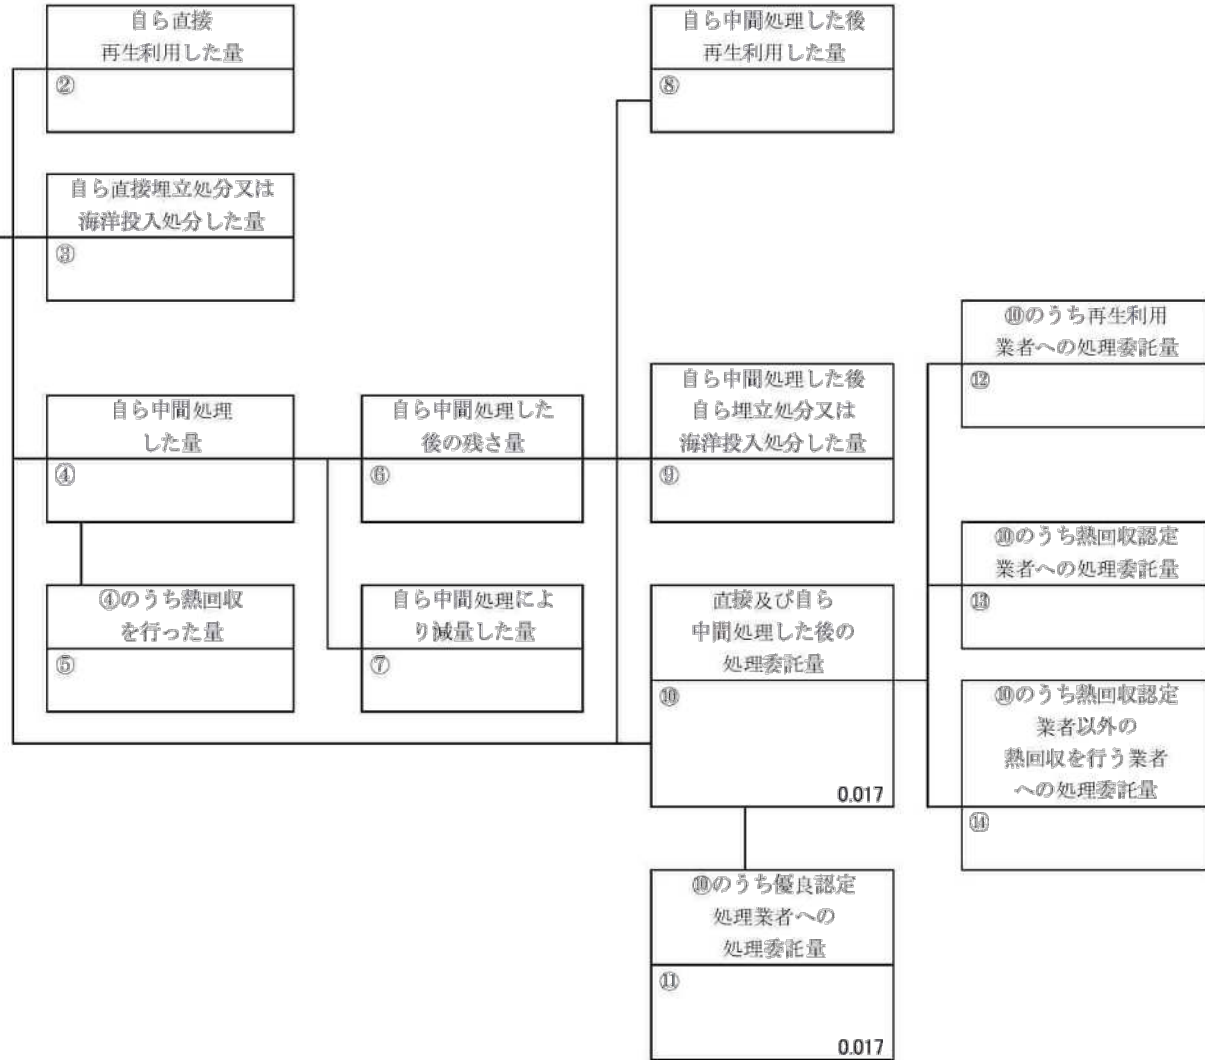 自ら直接
再生利用した量
②
自ら中間処理した後
再生利用した量
⑧
自ら直接埋立処分又は
海洋投入処分した量
③
⑩のうち再生利用
業者への処理委託量
⑫
自ら中間処理
した量
④
自ら中間処理した
後の残さ量
⑥
自ら中間処理した後
自ら埋立処分又は
海洋投入処分した量
⑨
⑩のうち熱回収認定
業者への処理委託量
⑬
④のうち熱回収
を行った量
⑤
自ら中間処理によ
り減量した量
⑦
直接及び自ら
中間処理した後の
処理委託量
⑩
0.017
⑩のうち熱回収認定
業者以外の
熱回収を行う業者
への処理委託量
⑭
⑩のうち優良認定
処理業者への
処理委託量
⑪
0.017